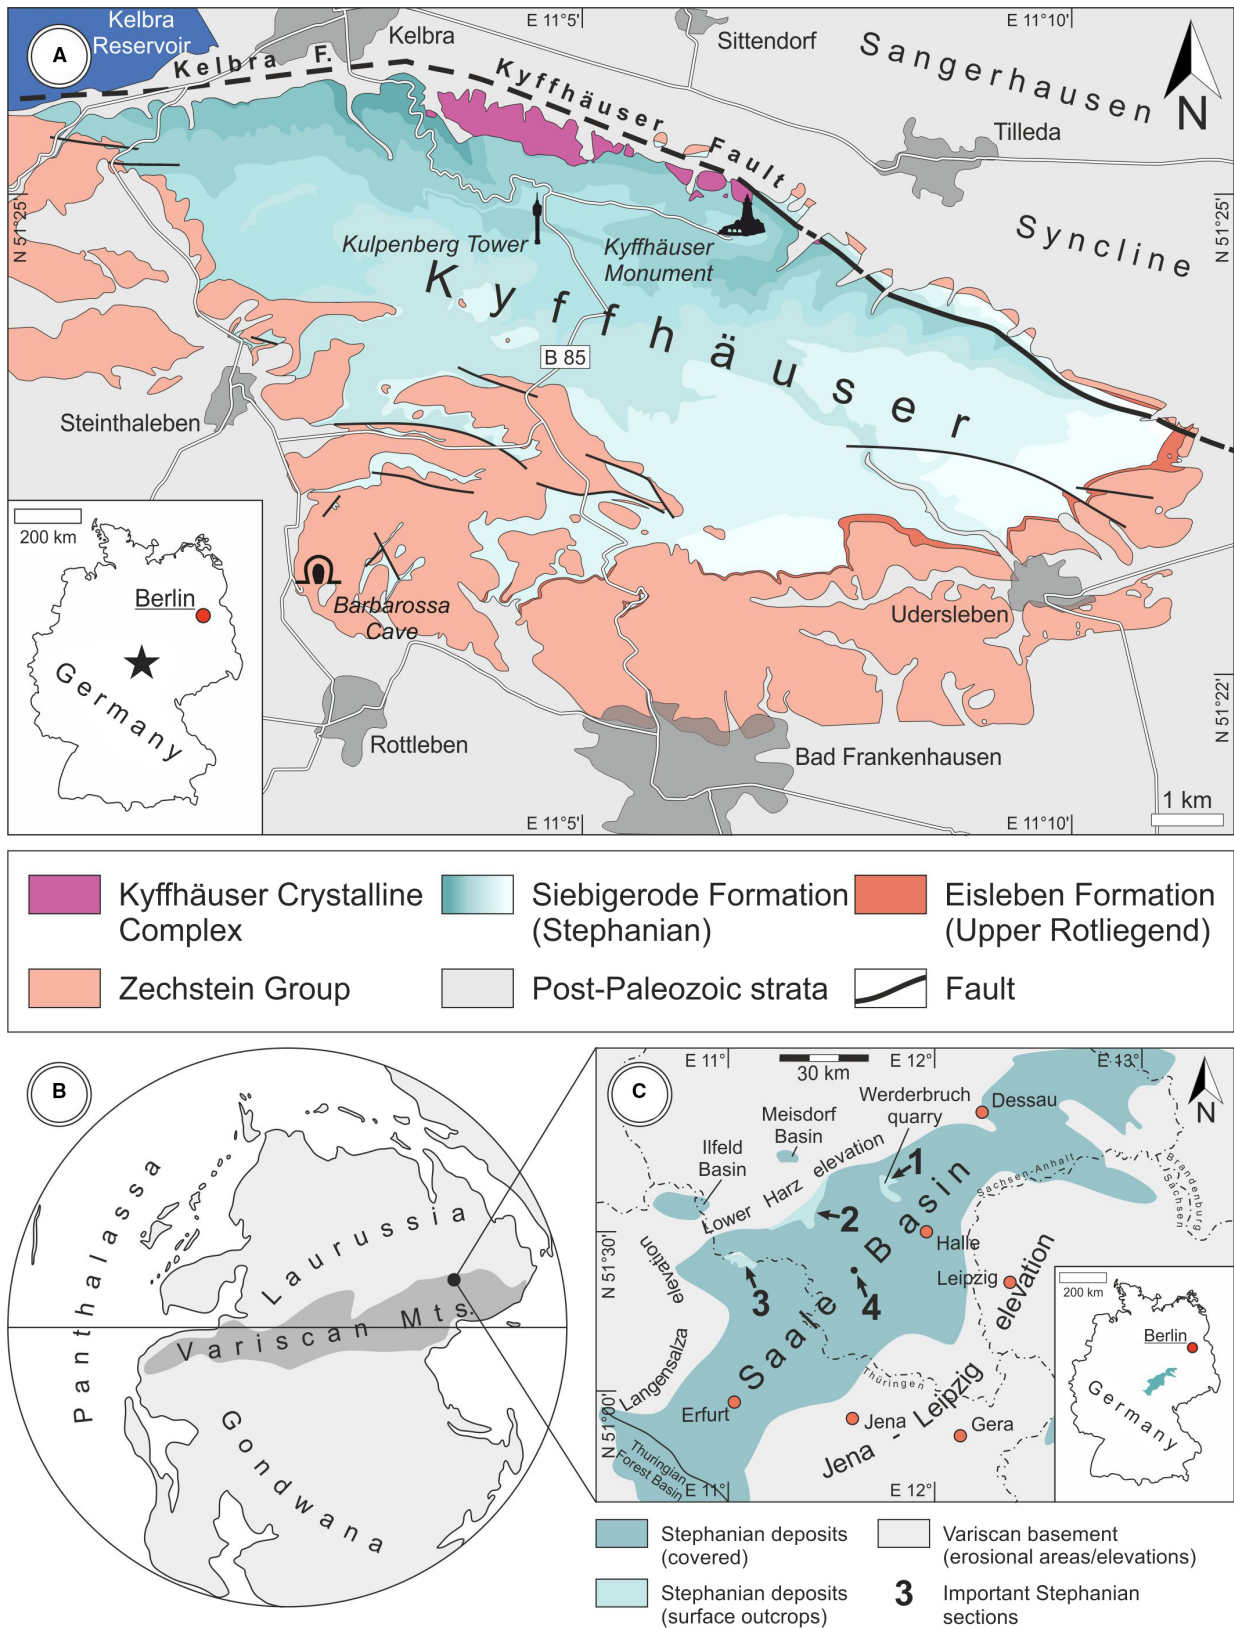 A
Kelbra
Reservoir
Kelbra
E 11°5'
E 11°10'
Sittendorf
Sangerhausen
N
Kelbra F.
Kyffhäuser
Fault
Tilleda
N 51°25'
N 51°25'
Syncline
Kulpenberg Tower
Kyffhäuser
Monument
Kyffhäuser
B 85
Steinthaleben
200 km
Berlin
Germany
Barbarossa
Cave
Udersleben
N 51°22'
Rottleben
Bad Frankenhausen
1 km
E 11°5'
E 11°10'
Kyffhäuser Crystalline
Complex
Siebigerode Formation
(Stephanian)
Eisleben Formation
(Upper Rotliegend)
Zechstein Group
Post-Paleozoic strata
Fault
B
Panthalassa
Laurussia
Variscan Mts.
Gondwana
C
E 11°
E 12°
E 13°
30 km
N
Werderbruch
quarry
Dessau
Meisdorf
Basin
Ilfeld
Basin
Lower Harz elevation
1
2
3
4
Sachsen-Anhalt
Brandenburg
Sachsen
Saale Basin
Halle
Leipzig
N 51°30'
Langensalza elevation
Jena - Leipzig elevation
Thüringen
Erfurt
Jena
Gera
N 51°00'
Thuringian
Forest Basin
E 11°
E 12°
200 km
Berlin
Germany
Stephanian deposits
(covered)
Stephanian deposits
(surface outcrops)
Variscan basement
(erosional areas/elevations)
3 Important Stephanian
sections